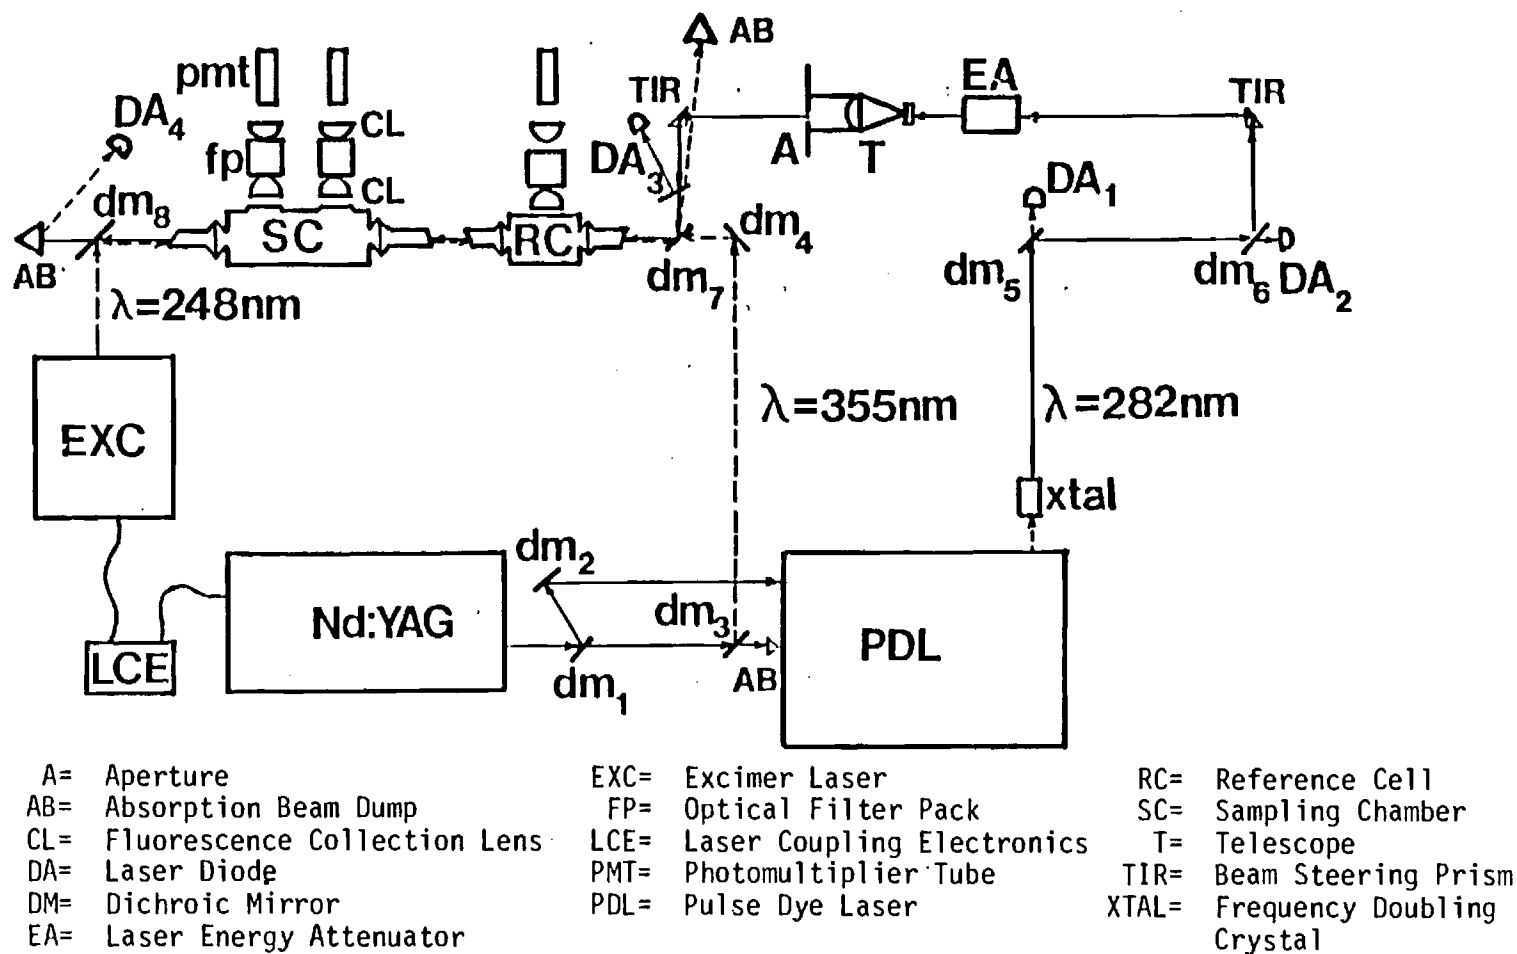 AB
pmt
TIR
EA
TIR
DA4
CL
fp
DA3
A
T
DA1
CL
dm8
SC
RC
dm4
dm5
dm6
DA2
AB
dm7
λ=248nm
λ=355nm
λ=282nm
EXC
xtal
dm2
Nd:YAG
dm3
PDL
LCE
dm1
AB
A= Aperture
AB= Absorption Beam Dump
CL= Fluorescence Collection Lens
DA= Laser Diode
DM= Dichroic Mirror
EA= Laser Energy Attenuator
EXC= Excimer Laser
FP= Optical Filter Pack
LCE= Laser Coupling Electronics
PMT= Photomultiplier Tube
PDL= Pulse Dye Laser
RC= Reference Cell
SC= Sampling Chamber
T= Telescope
TIR= Beam Steering Prism
XTAL= Frequency Doubling
Crystal